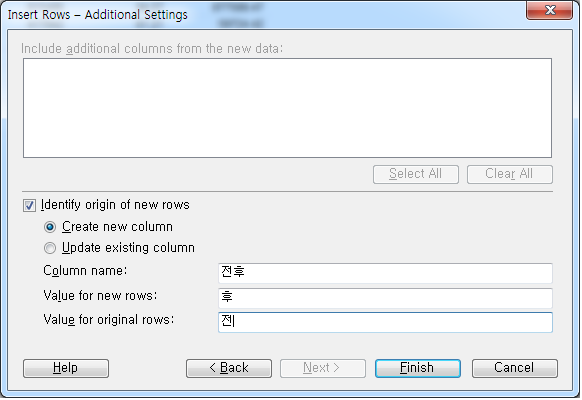 Insert Rows – Additional Settings
Include additional columns from the new data:
Select All Clear All
Identify origin of new rows
Create new column
Update existing column
Column name: 전후
Value for new rows: 후
Value for original rows: 전
Help < Back Next > Finish Cancel